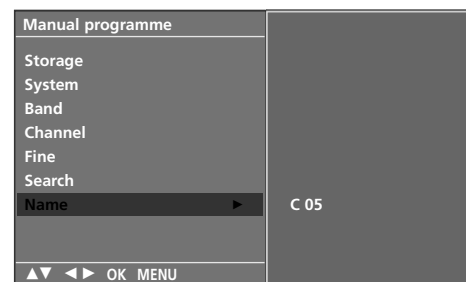 Manual programme
Storage
System
Band
Channel
Fine
Search
Name ► C 05
▲▼ ◄► OK MENU